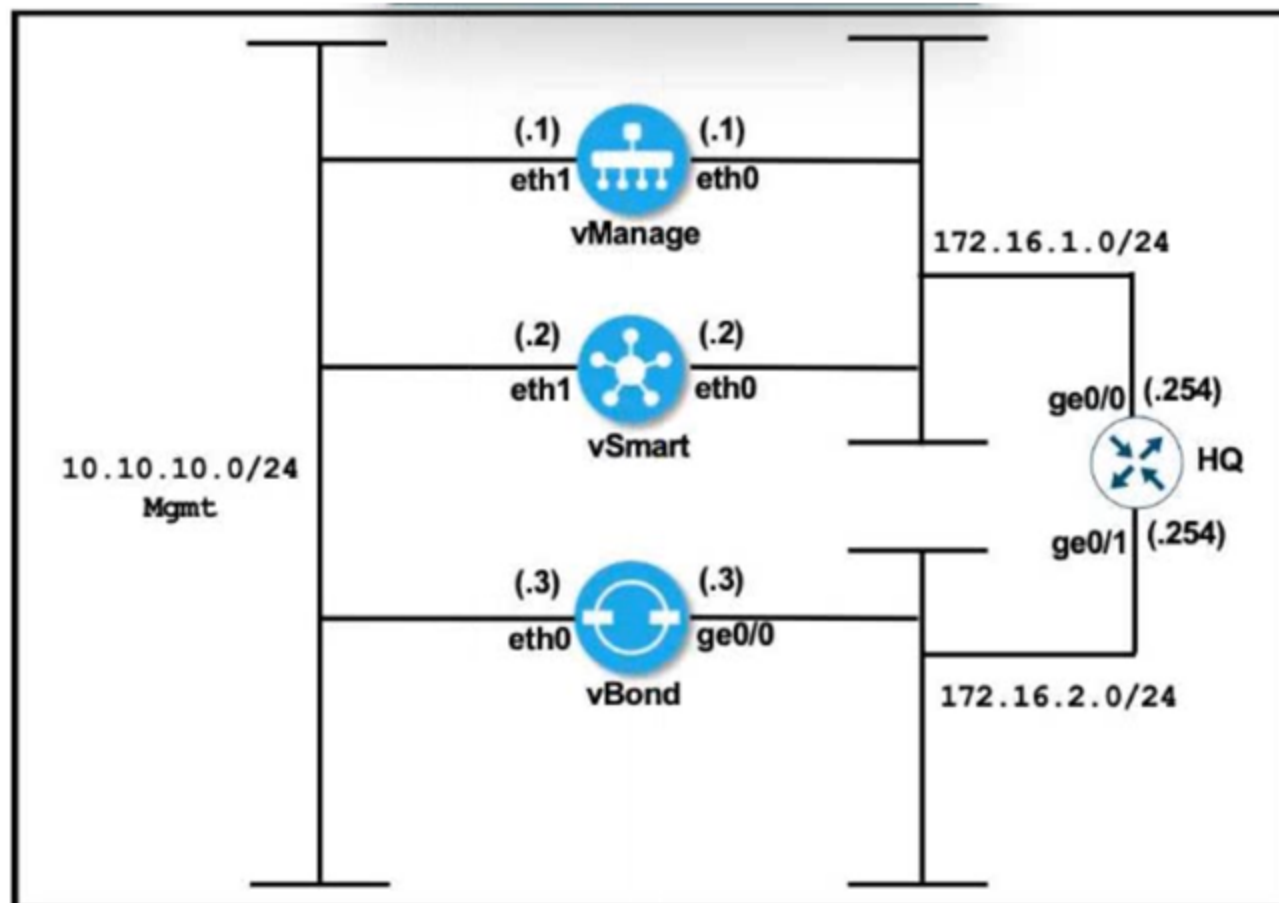 (.1) (.1)
eth1 eth0
vManage
172.16.1.0/24
(.2) (.2)
eth1 eth0
vSmart
ge0/0 (.254)
HQ
10.10.10.0/24
Mgmt
ge0/1 (.254)
(.3) (.3)
eth0 ge0/0
vBond
172.16.2.0/24